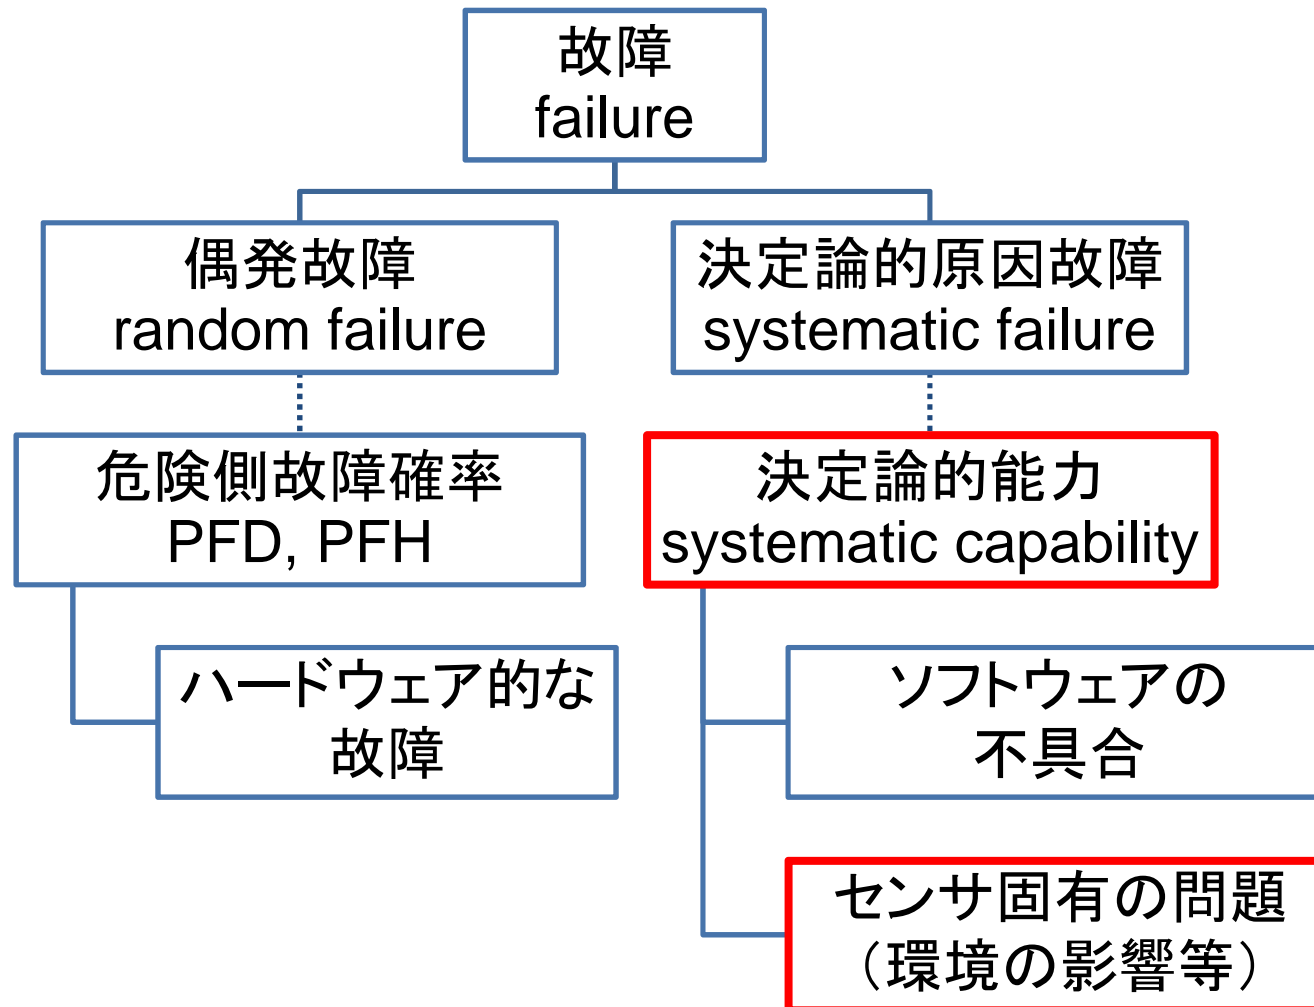 故障
failure
偶発故障
random failure
決定論的原因故障
systematic failure
危険側故障確率
PFD, PFH
決定論的能力
systematic capability
ハードウェア的な
故障
ソフトウェアの
不具合
センサ固有の問題
（環境の影響等）